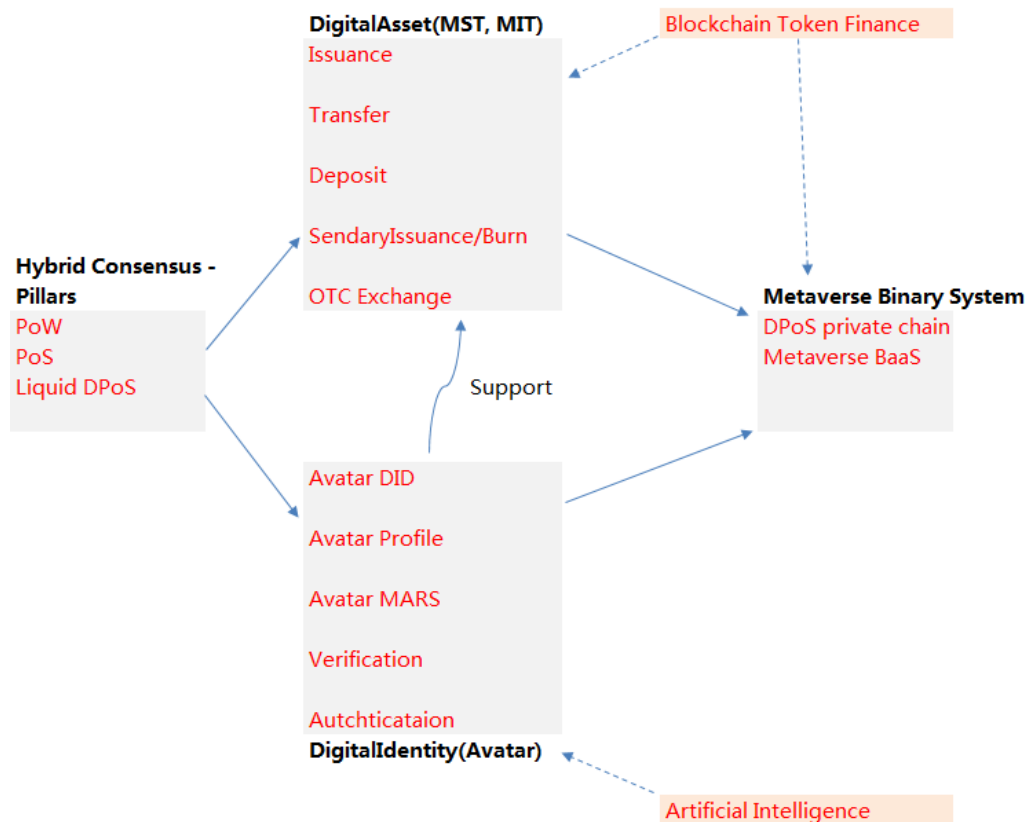 DigitalAsset(MST, MIT)
Issuance
Transfer
Deposit
SendaryIssuance/Burn
OTC Exchange
Blockchain Token Finance
Hybrid Consensus -
Pillars
PoW
PoS
Liquid DPoS
Support
Metaverse Binary System
DPoS private chain
Metaverse BaaS
Avatar DID
Avatar Profile
Avatar MARS
Verification
Autchticataion
DigitalIdentity(Avatar)
Artificial Intelligence